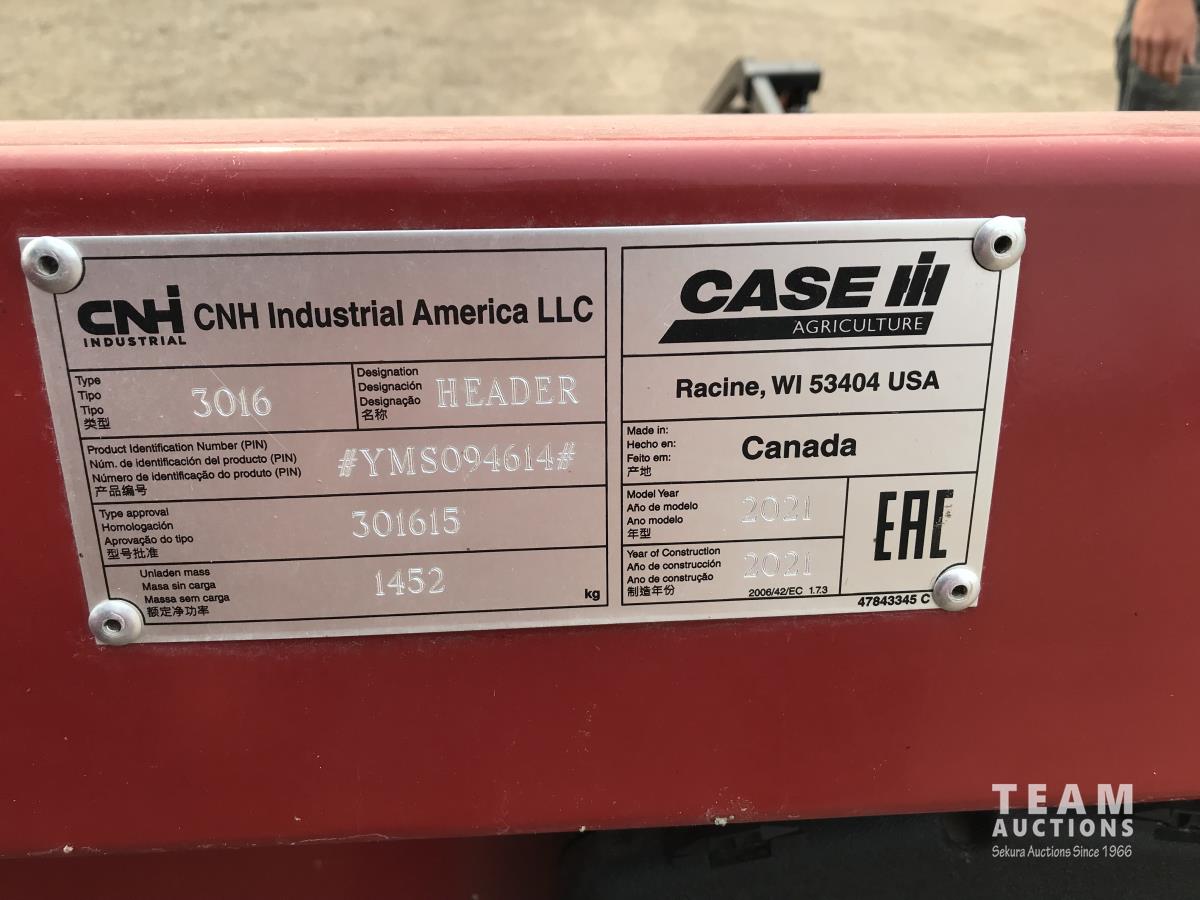 CNH
INDUSTRIAL
CNH Industrial America LLC
Type
Tipo
Tipo
类型
3016
Designation
Designación
Designação
名称
HEADER
Product Identification Number (PIN)
Núm. de identificación del producto (PIN)
Número de identificação do produto (PIN)
产品编号
#YMS094614#
Type approval
Homologación
Aprovação do tipo
型号批准
301615
Unladen mass
Masa sin carga
Massa sem carga
额定净功率
1452
kg
CASE IH
AGRICULTURE
Racine, WI 53404 USA
Made in:
Hecho en:
Feito em:
产地
Canada
Model Year
Año de modelo
Ano modelo
年型
2021
Year of Construction
Año de construcción
Ano de construção
制造年份
2021
2006/42/EC 1.7.3
EAC
47843345 C
TEAM
AUCTIONS
Sekura Auctions Since 1966